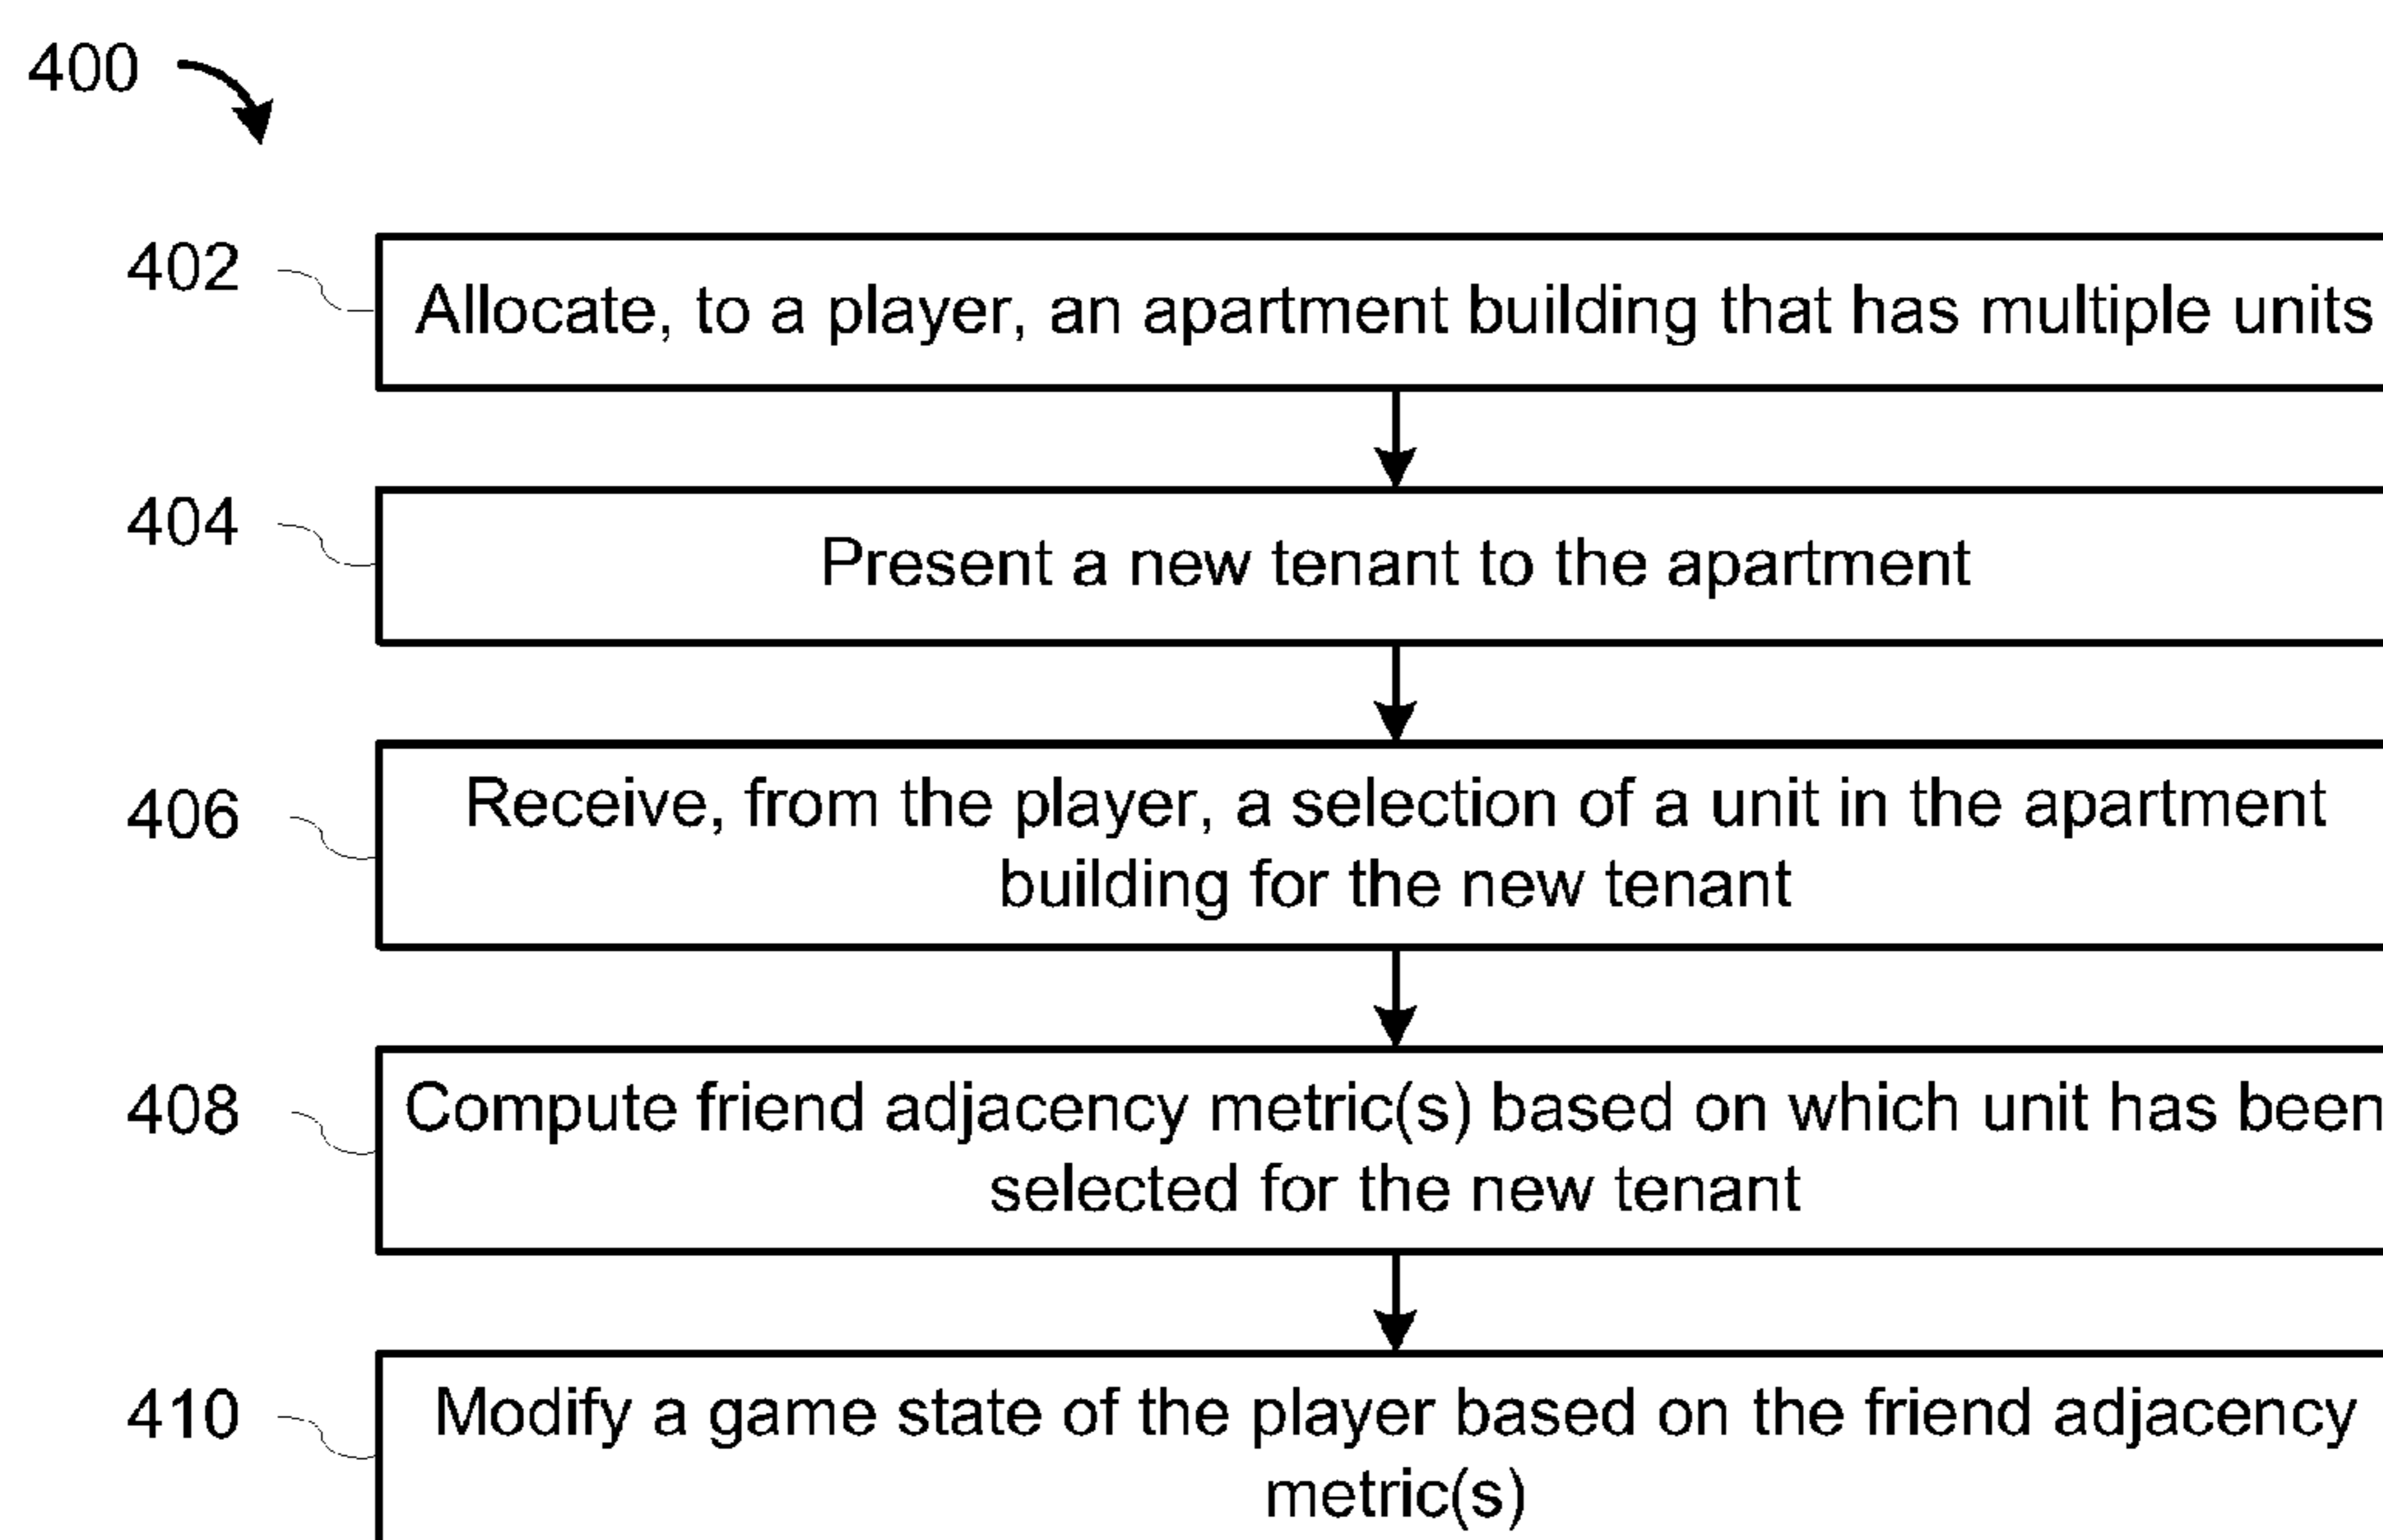 400
402
Allocate, to a player, an apartment building that has multiple units
404
Present a new tenant to the apartment
406
Receive, from the player, a selection of a unit in the apartment
building for the new tenant
408
Compute friend adjacency metric(s) based on which unit has been
selected for the new tenant
410
Modify a game state of the player based on the friend adjacency
metric(s)